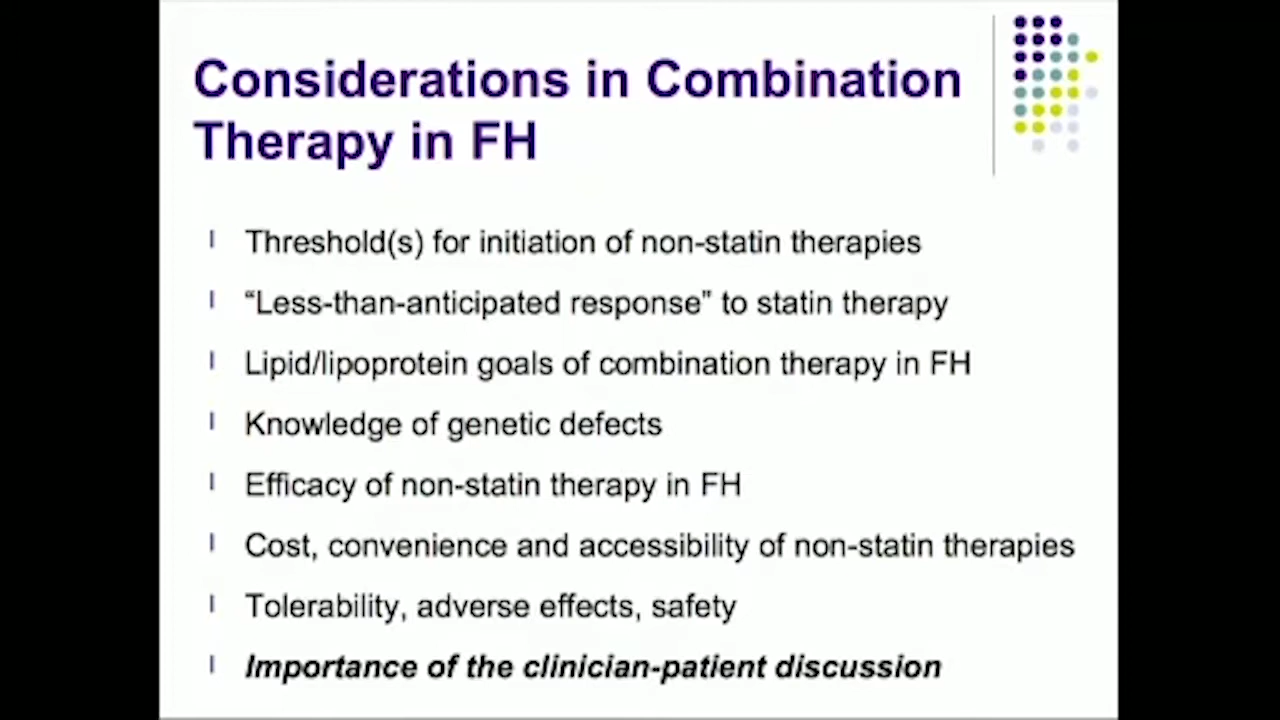 Considerations in Combination
Therapy in FH
Threshold(s) for initiation of non-statin therapies
“Less-than-anticipated response” to statin therapy
Lipid/lipoprotein goals of combination therapy in FH
Knowledge of genetic defects
Efficacy of non-statin therapy in FH
Cost, convenience and accessibility of non-statin therapies
Tolerability, adverse effects, safety
Importance of the clinician-patient discussion